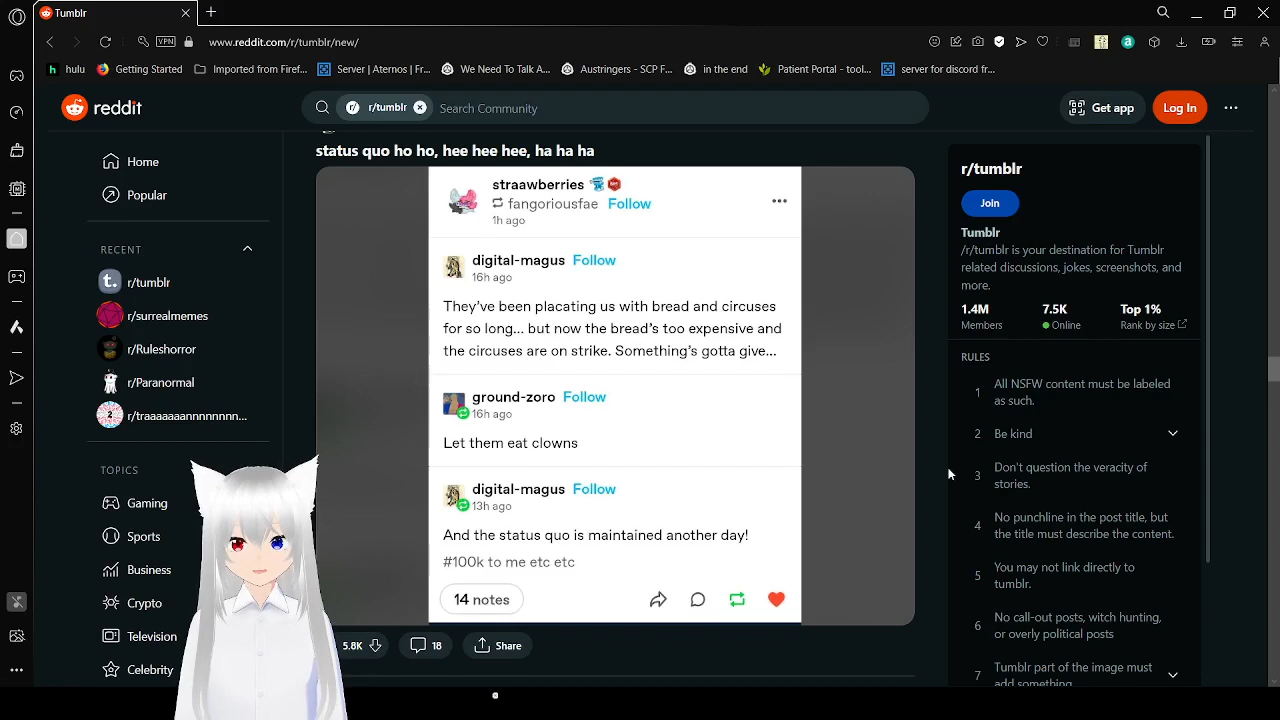 Tumblr
VPN
www.reddit.com/r/tumblr/new/
hulu
Getting Started
Imported from Firef...
Server | Aternos | Fr...
We Need To Talk A...
Austringers - SCP F...
in the end
Patient Portal - tool...
server for discord fr...
reddit
r/tumblr
Search Community
Get app
Log In
Home
Popular
RECENT
r/tumblr
r/surrealmemes
r/Ruleshorror
r/Paranormal
r/traaaaaaannnnnnnn...
TOPICS
Gaming
Sports
Business
Crypto
Television
Celebrity
status quo ho ho, hee hee hee, ha ha ha
straawberries
fangoriousfae Follow
1h ago
digital-magus Follow
16h ago
They've been placating us with bread and circuses
for so long... but now the bread's too expensive and
the circuses are on strike. Something's gotta give...
ground-zoro Follow
16h ago
Let them eat clowns
digital-magus Follow
13h ago
And the status quo is maintained another day!
#100k to me etc etc
14 notes
5.8K
18
Share
r/tumblr
Join
Tumblr
/r/tumblr is your destination for Tumblr
related discussions, jokes, screenshots, and
more.
1.4M 7.5K Top 1%
Members Online Rank by size
RULES
1 All NSFW content must be labeled
as such.
2 Be kind
3 Don't question the veracity of
stories.
4 No punchline in the post title, but
the title must describe the content.
5 You may not link directly to
tumblr.
6 No call-out posts, witch hunting,
or overly political posts
7 Tumblr part of the image must
add something